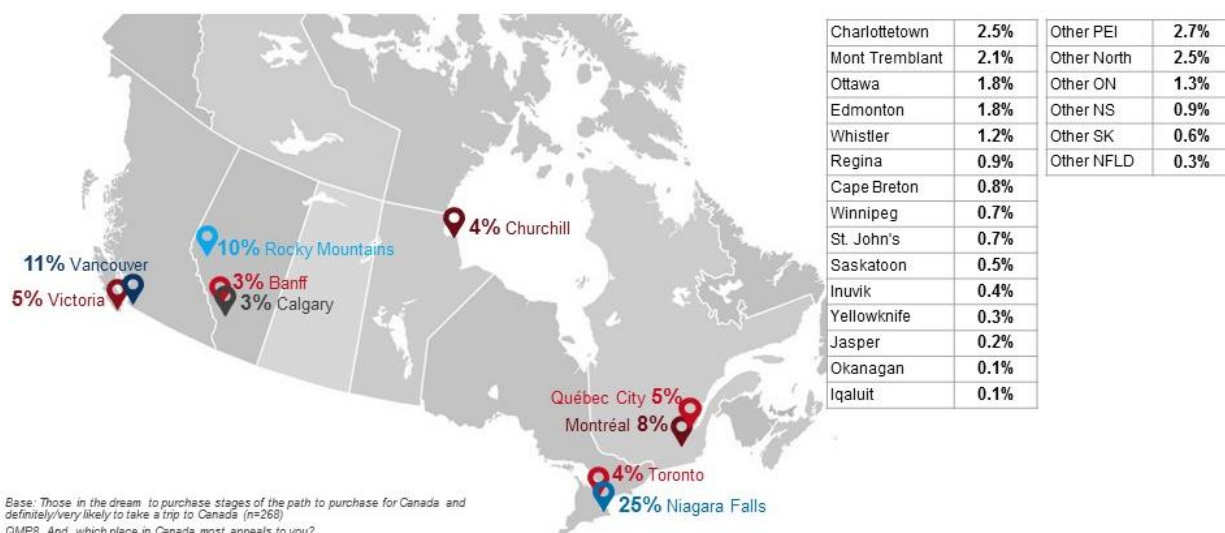 4% Churchill
10% Rocky Mountains
11% Vancouver
3% Banff
5% Victoria
3% Calgary
Québec City 5%
Montréal 8%
4% Toronto
25% Niagara Falls
Base: Those in the dream to purchase stages of the path to purchase for Canada and
definitely/very likely to take a trip to Canada (n=268)
QMP8. And, which place in Canada most appeals to you?
Charlottetown 2.5%
Mont Tremblant 2.1%
Ottawa 1.8%
Edmonton 1.8%
Whistler 1.2%
Regina 0.9%
Cape Breton 0.8%
Winnipeg 0.7%
St. John's 0.7%
Saskatoon 0.5%
Inuvik 0.4%
Yellowknife 0.3%
Jasper 0.2%
Okanagan 0.1%
Iqaluit 0.1%
Other PEI 2.7%
Other North 2.5%
Other ON 1.3%
Other NS 0.9%
Other SK 0.6%
Other NFLD 0.3%